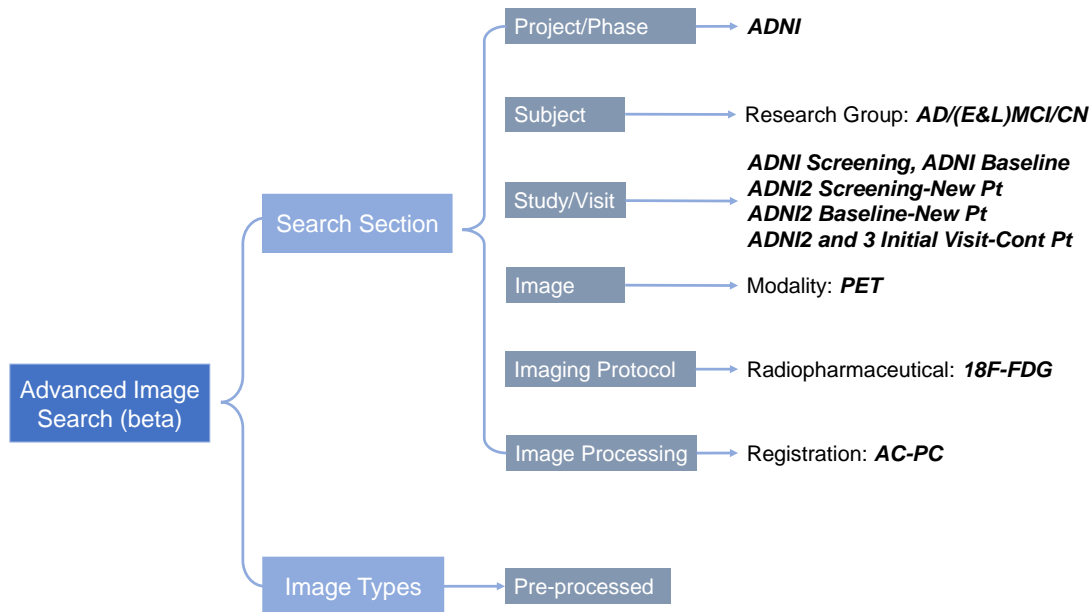 Project/Phase
ADNI
Subject
Research Group: AD/(E&L)MCI/CN
Study/Visit
ADNI Screening, ADNI Baseline
ADNI2 Screening-New Pt
ADNI2 Baseline-New Pt
ADNI2 and 3 Initial Visit-Cont Pt
Search Section
Image
Modality: PET
Advanced Image
Search (beta)
Imaging Protocol
Radiopharmaceutical: 18F-FDG
Image Processing
Registration: AC-PC
Image Types
Pre-processed